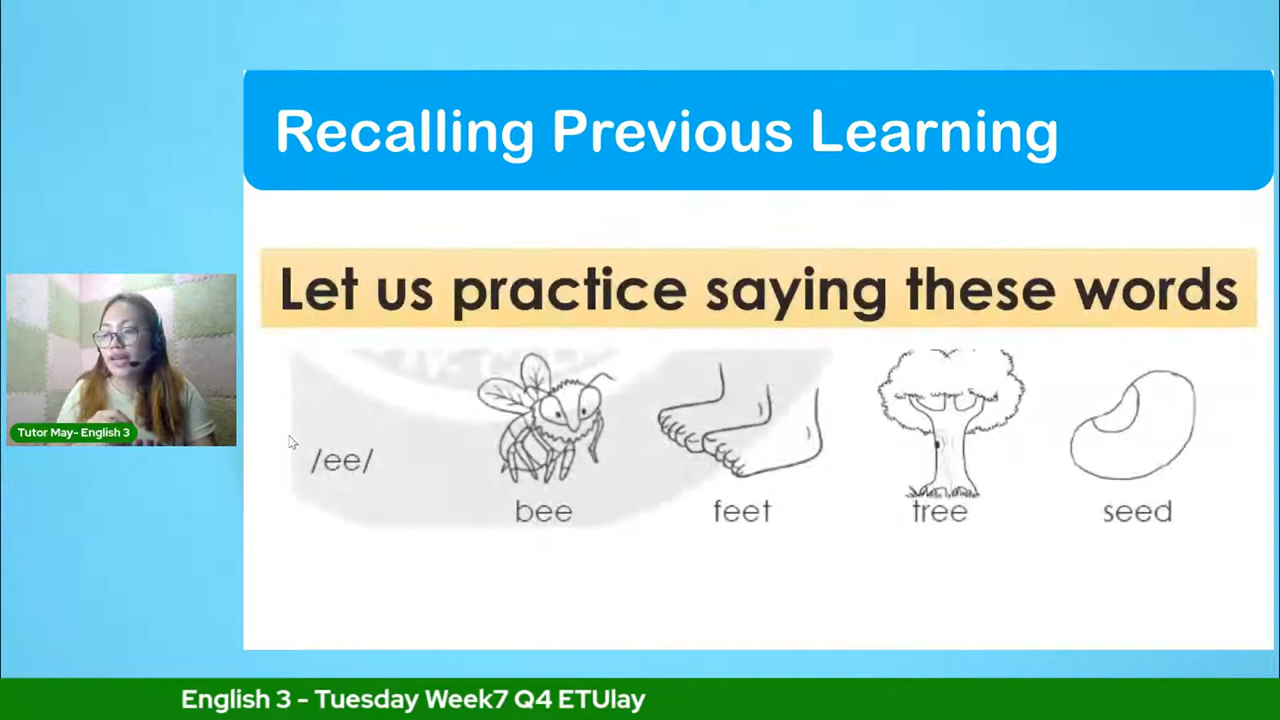 Recalling Previous Learning
Let us practice saying these words
/ee/
bee feet tree seed
Tutor May- English 3
English 3 - Tuesday Week7 Q4 ETUlay